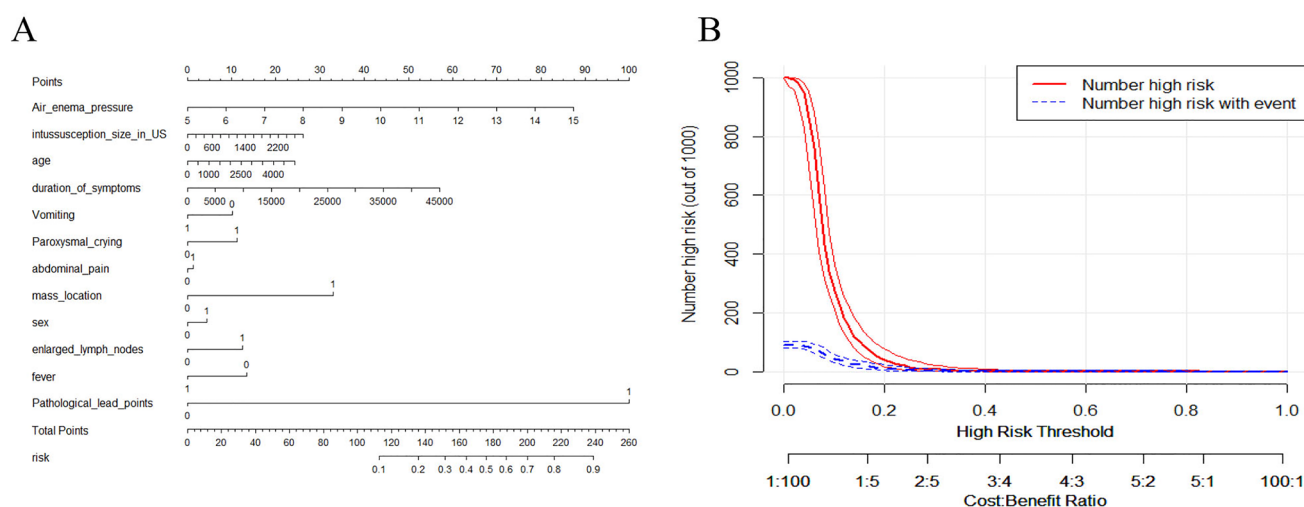 A
Points
0 10 20 30 40 50 60 70 80 90 100
Air_enema_pressure
5 6 7 8 9 10 11 12 13 14 15
intussusception_size_in_US
0 600 1400 2200
age
0 1000 2500 4000
duration_of_symptoms
0 5000 15000 25000 35000 45000
Vomiting
0
1
Paroxysmal_crying
1
0
abdominal_pain
1
0
mass_location
1
0
sex
1
0
enlarged_lymph_nodes
1
0
fever
0
1
Pathological_lead_points
1
0
Total Points
0 20 40 60 80 100 120 140 160 180 200 220 240 260
risk
0.1 0.2 0.3 0.4 0.5 0.6 0.7 0.8 0.9
B
Number high risk
Number high risk with event
Number high risk (out of 1000)
1000
800
600
400
200
0
0.0 0.2 0.4 0.6 0.8 1.0
High Risk Threshold
1:100 1:5 2:5 3:4 4:3 5:2 5:1 100:1
Cost:Benefit Ratio